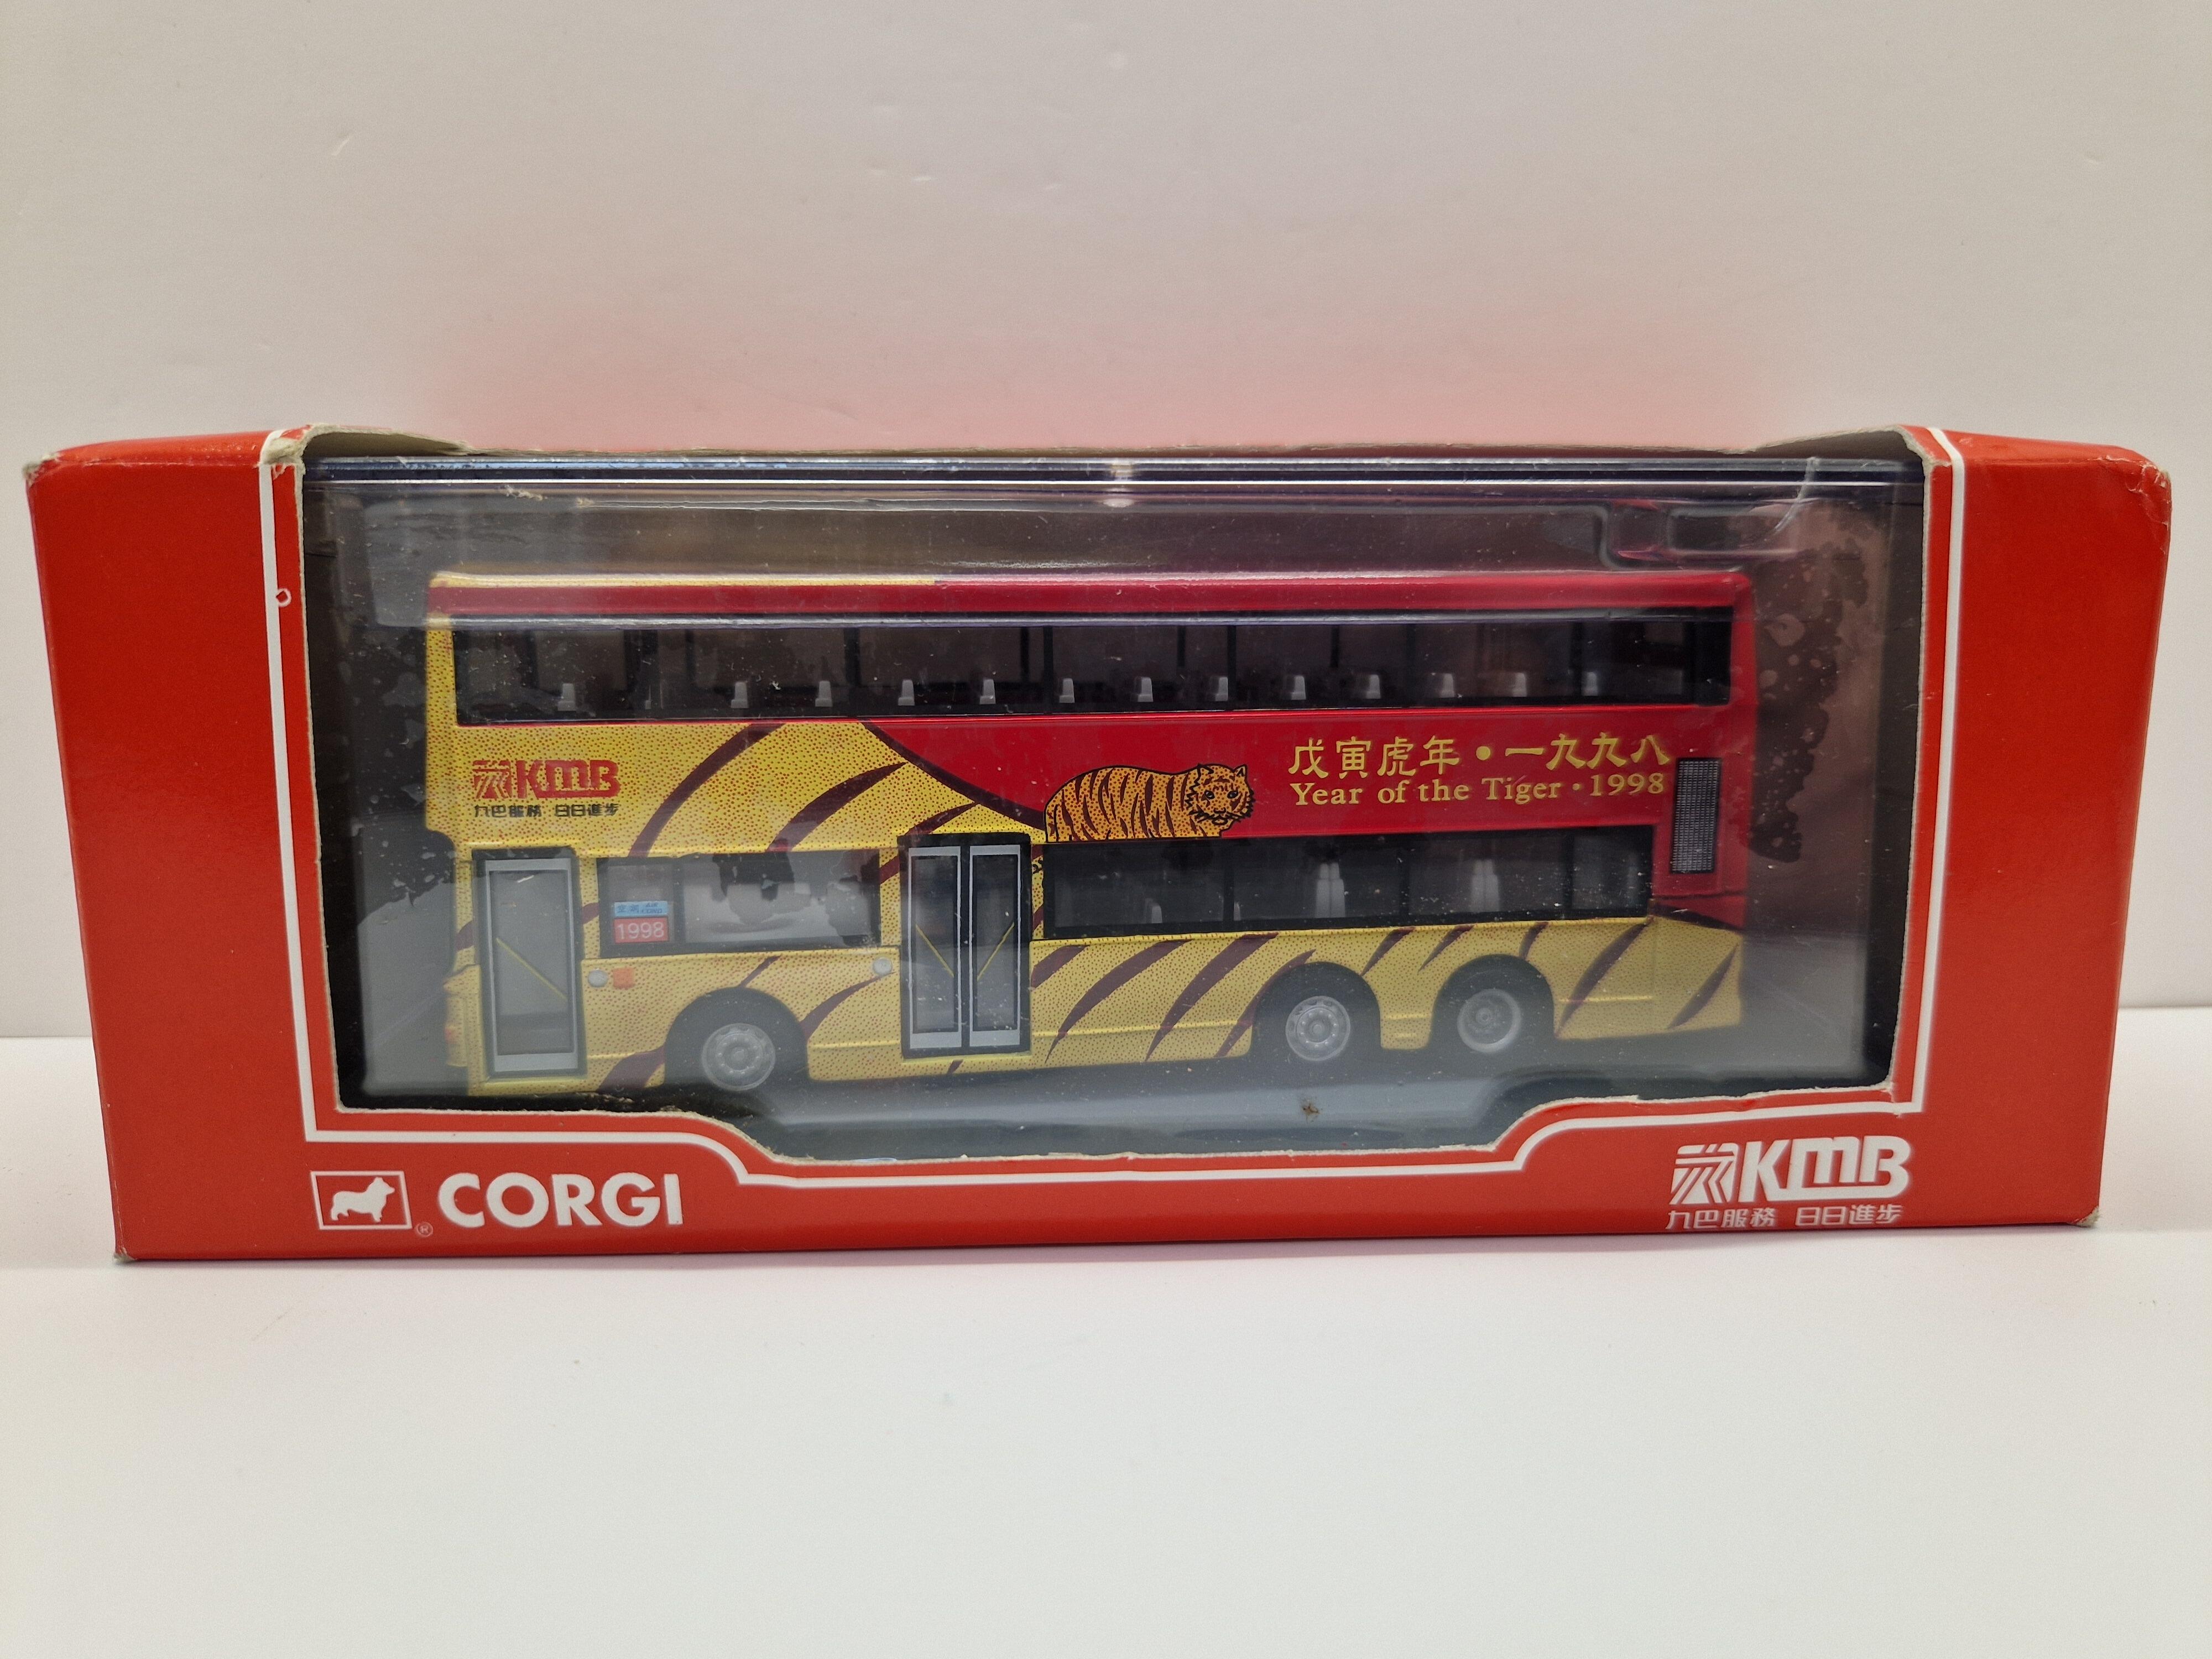 戊寅虎年・一九九八
Year of the Tiger・1998
KMB
九巴服務 日日進步
1998
CORGI
®
KMB
九巴服務 日日進步